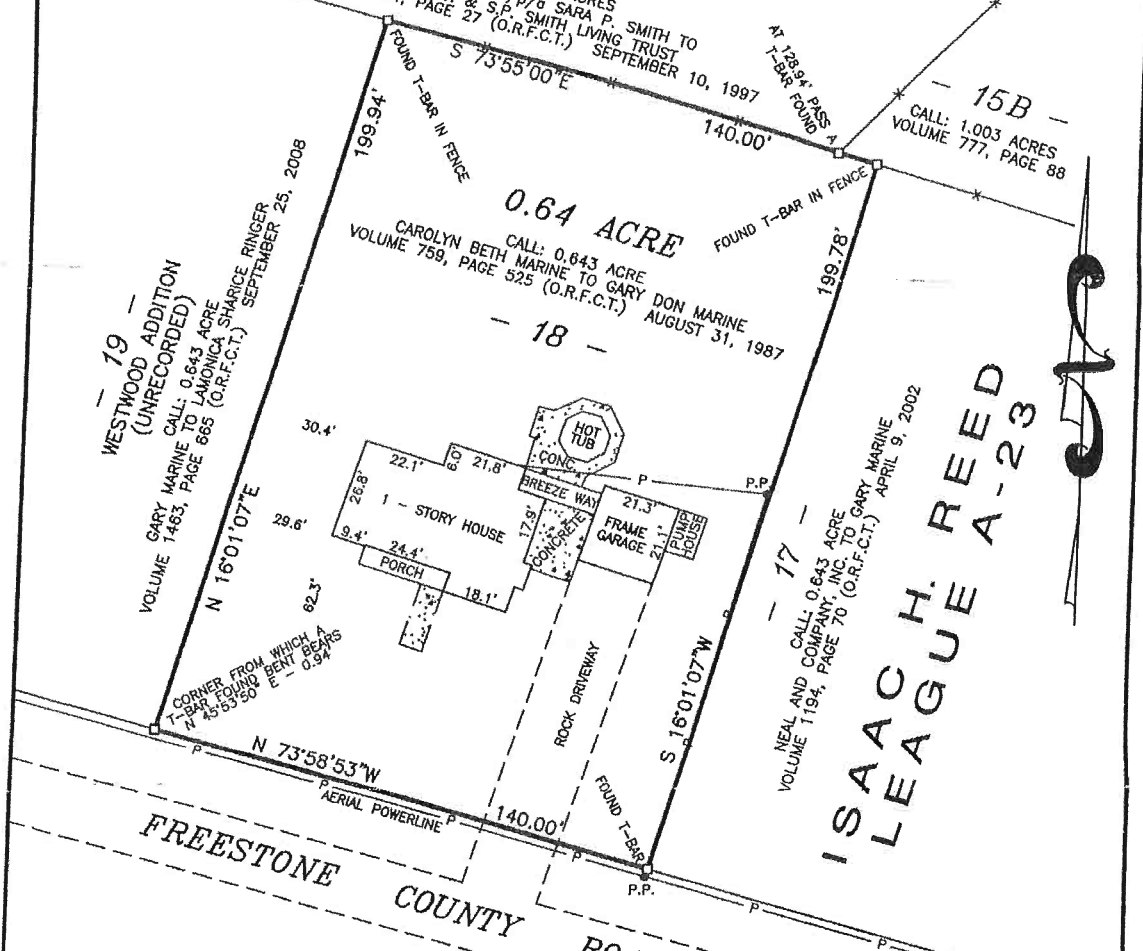 SARA P. SMITH TO
& S.P. SMITH LIVING TRUST
PAGE 27 (O.R.F.C.T.) SEPTEMBER 10, 1997
S 73°55'00"E
140.00'
AT 128.94' PASS A
T-BAR FOUND
- 15B -
CALL: 1.003 ACRES
VOLUME 777, PAGE 88
FOUND T-BAR IN FENCE
FOUND T-BAR IN FENCE
199.94'
199.78'
0.64 ACRE
CALL: 0.643 ACRE
CAROLYN BETH MARINE TO GARY DON MARINE
VOLUME 759, PAGE 525 (O.R.F.C.T.) AUGUST 31, 1987
- 18 -
- 19 -
WESTWOOD ADDITION
(UNRECORDED)
CALL: 0.643 ACRE
GARY MARINE TO LAMONICA SHARICE RINGER
VOLUME 1463, PAGE 665 (O.R.F.C.T.) SEPTEMBER 25, 2008
N 16°01'07"E
30.4'
29.6'
62.3'
HOT
TUB
CONC.
BREEZE WAY
22.1'
6.0'
21.8'
26.8'
1 - STORY HOUSE
17.9'
CONCRETE
9.4'
24.4'
PORCH
18.1'
21.3'
FRAME
GARAGE
21.1'
PUMP
HOUSE
P
P.P.
P
P
ROCK DRIVEWAY
S 16°01'07"W
- 17 -
CALL: 0.643 ACRE
NEAL AND COMPANY, INC. TO GARY MARINE
VOLUME 1194, PAGE 70 (O.R.F.C.T.) APRIL 9, 2002
ISAAC H. REED
LEAGUE A-23
CORNER FROM WHICH A
T-BAR FOUND BENT BEARS
N 45°53'50" E - 0.94'
N 73°58'53"W
140.00'
FOUND T-BAR
P
P
P
P
P
P
AERIAL POWERLINE
P.P.
FREESTONE COUNTY